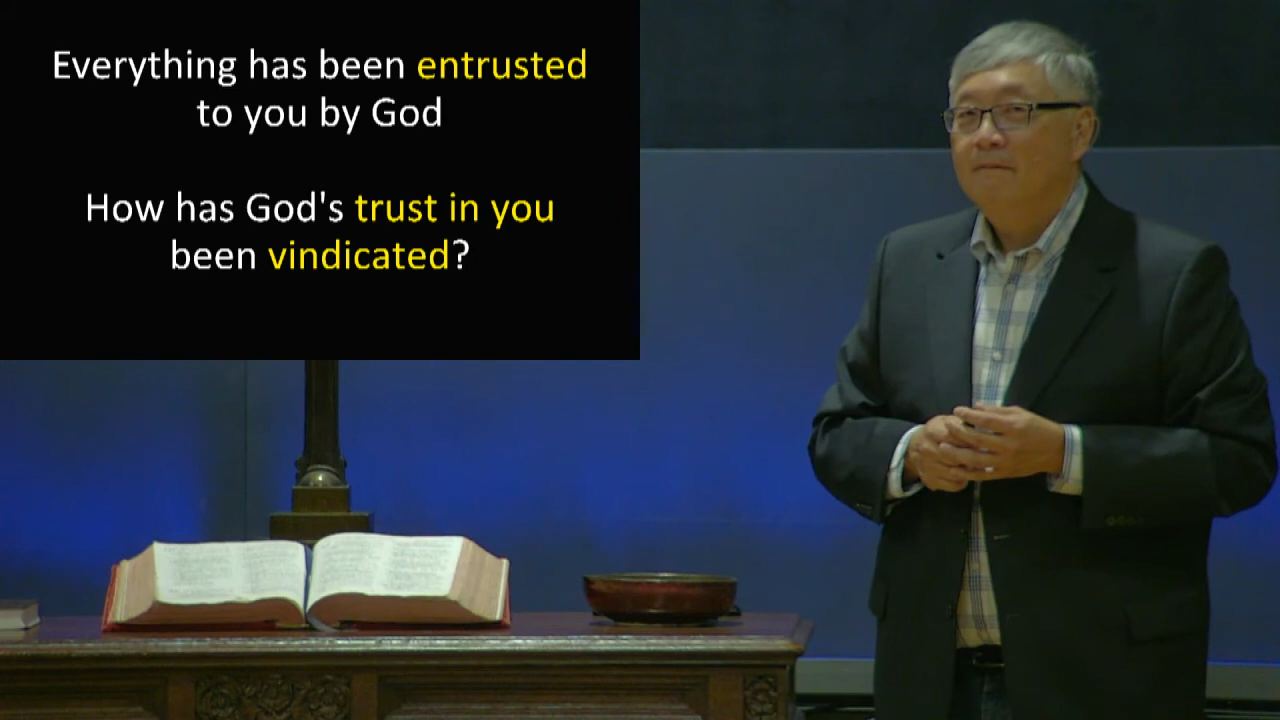 Everything has been entrusted
to you by God
How has God's trust in you
been vindicated?